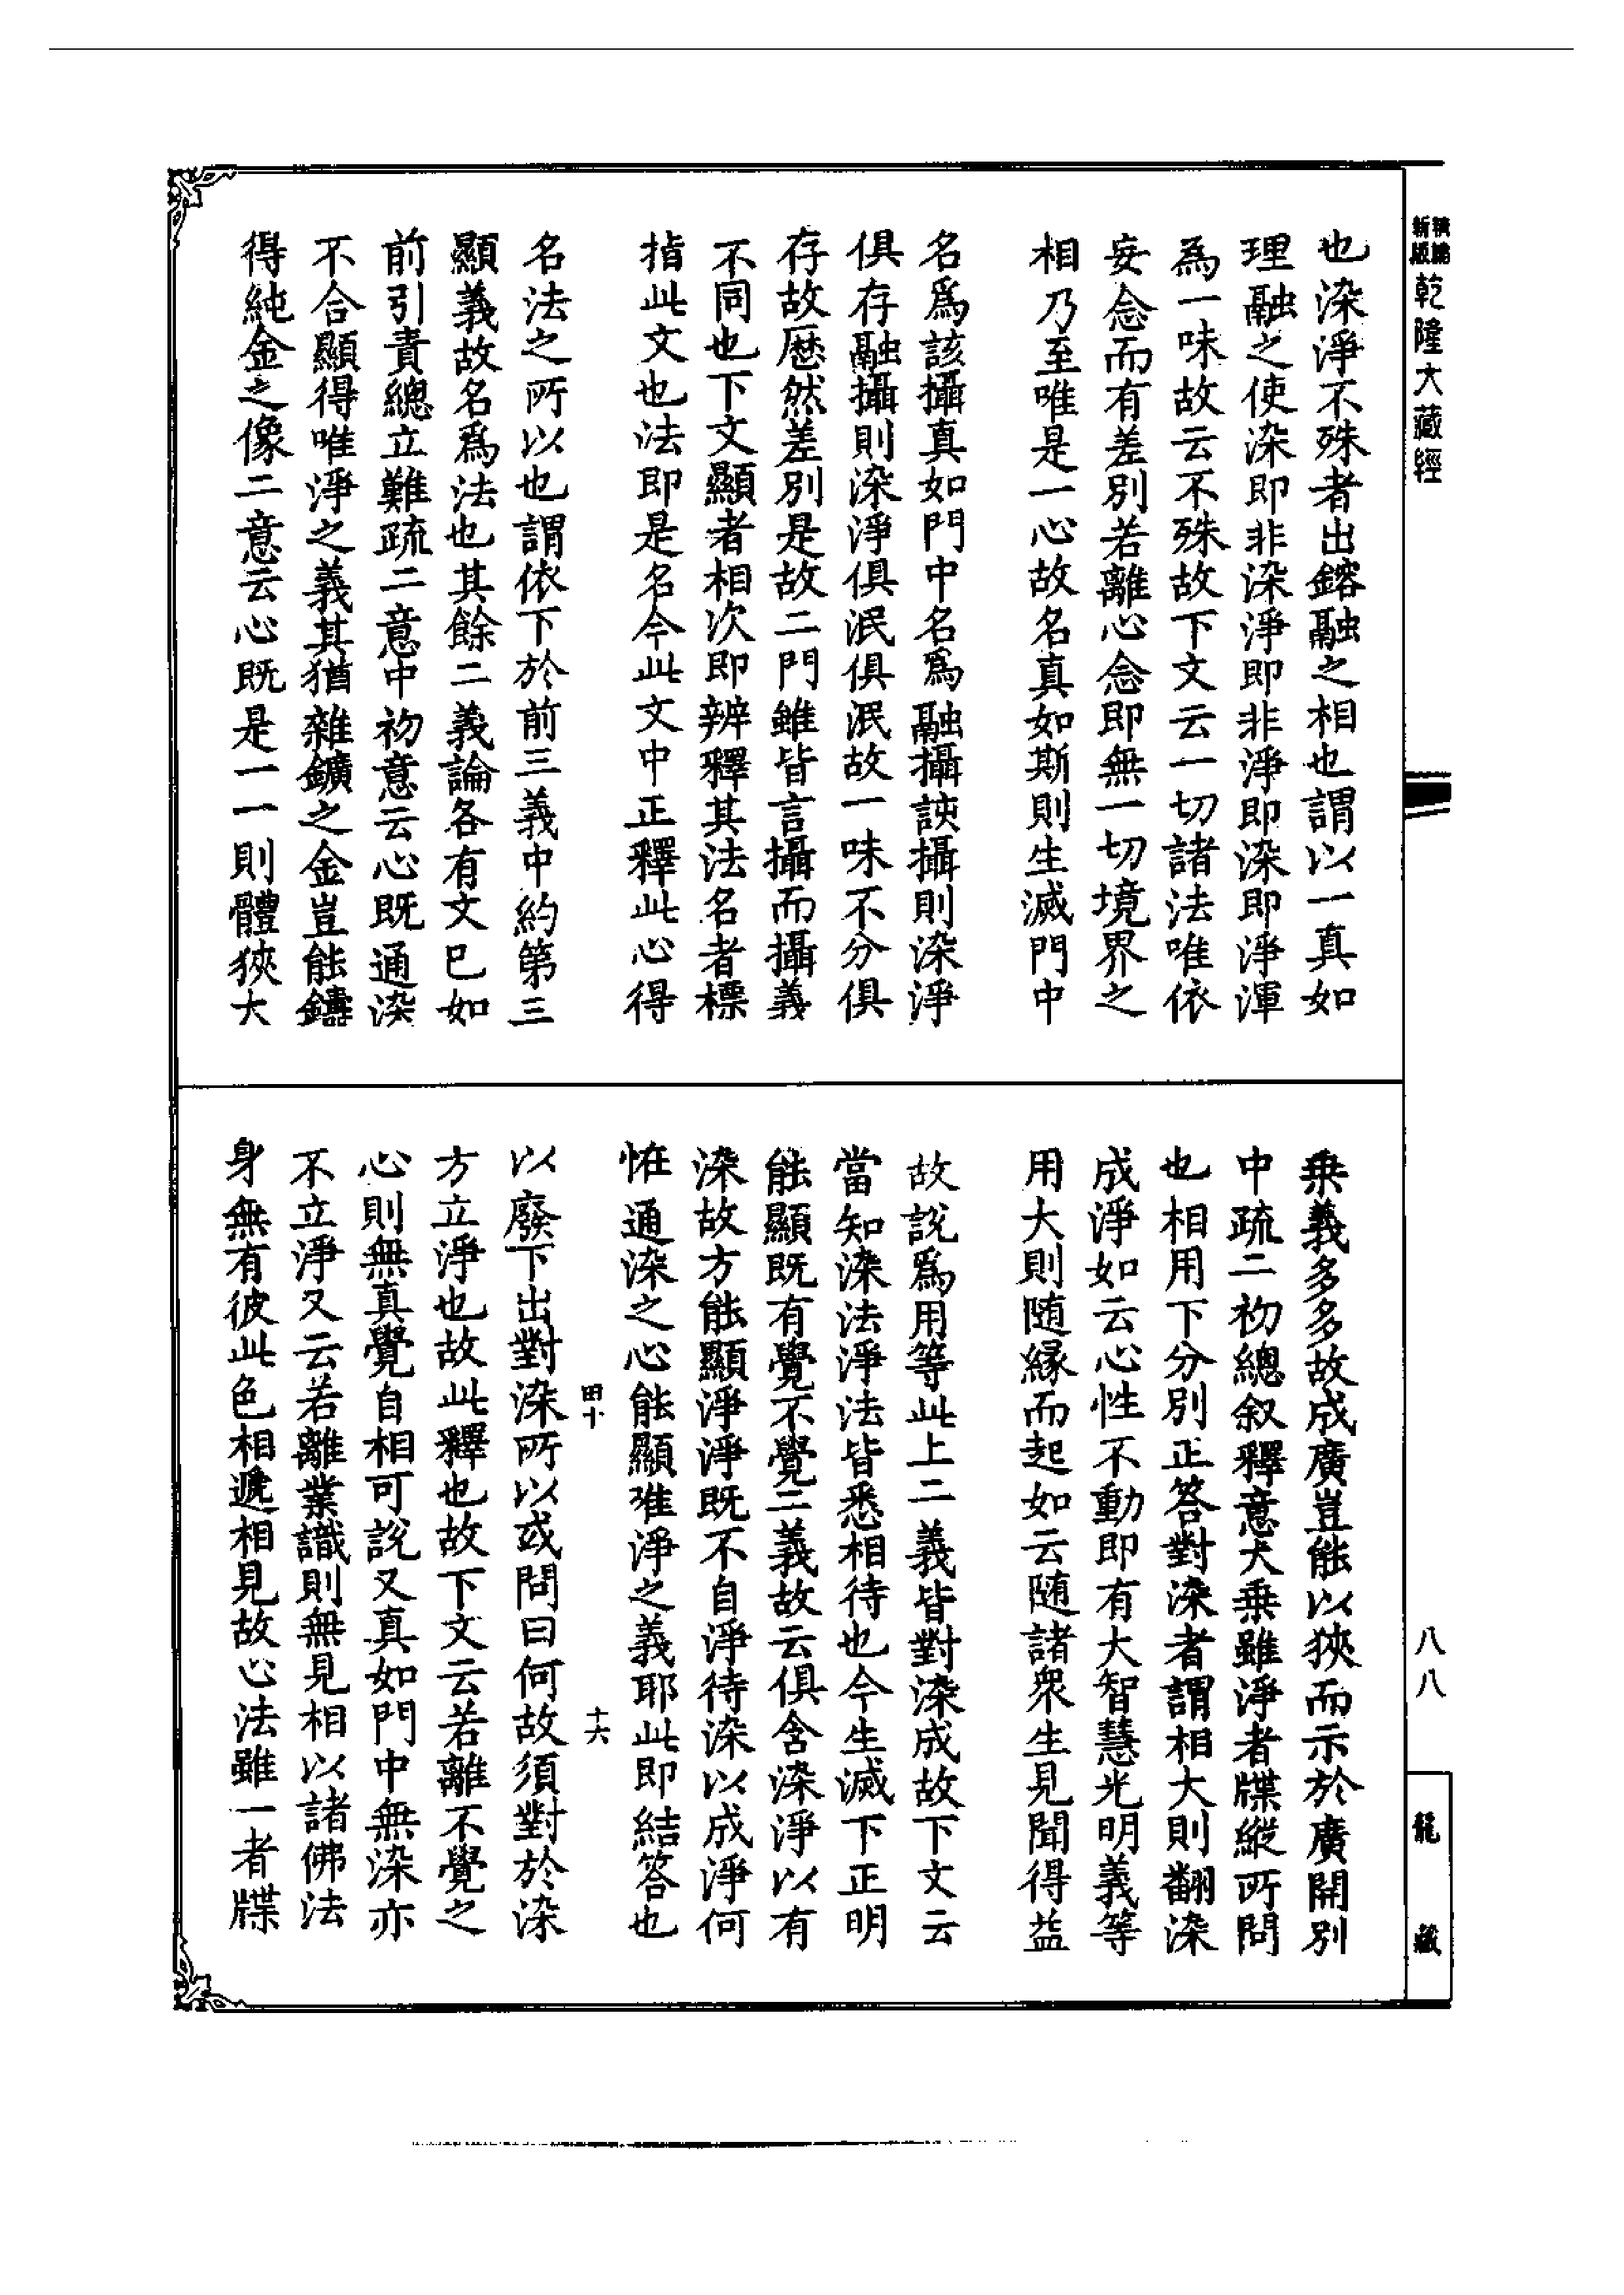 新版
精編
乾隆大藏經
八八
龍藏
也染淨不殊者出鎔融之相也謂以一真如
理融之使染即非染淨即非淨即染即淨渾
為一味故云不殊故下文云一切諸法唯依
妄念而有差別若離心念即無一切境界之
相乃至唯是一心故名真如斯則生滅門中
名爲該攝真如門中名爲融攝該攝則染淨
俱存融攝則染淨俱泯俱泯故一味不分俱
存故歷然差別是故二門雖皆言攝而攝義
不同也下文顯者相次即辨釋其法名者標
指此文也法即是名今此文中正釋此心得
名法之所以也謂依下於前三義中約第三
顯義故名爲法也其餘二義論各有文已如
前引責總立難疏二意中初意云心既通染
不合顯得唯淨之義其猶雜鑛之金豈能鑄
得純金之像二意云心既是一一則體狹大
乗義多多故成廣豈能以狹而示於廣開別
中疏二初總叙釋意大乗雖淨者牒縱所問
也相用下分別正答對染者謂相大則翻染
成淨如云心性不動即有大智慧光明義等
用大則随緣而起如云随諸衆生見聞得益
故說爲用等此上二義皆對染成故下文云
當知染法淨法皆悉相待也今生滅下正明
能顯既有覺不覺二義故云俱含染淨以有
染故方能顯淨淨既不自淨待染以成淨何
恠通染之心能顯唯淨之義耶此即結答也
田十
十六
以廢下出對染所以或問曰何故須對於染
方立淨也故此釋也故下文云若離不覺之
心則無真覺自相可説又真如門中無染亦
不立淨又云若離業識則無見相以諸佛法
身無有彼此色相遞相見故心法雖一者牒